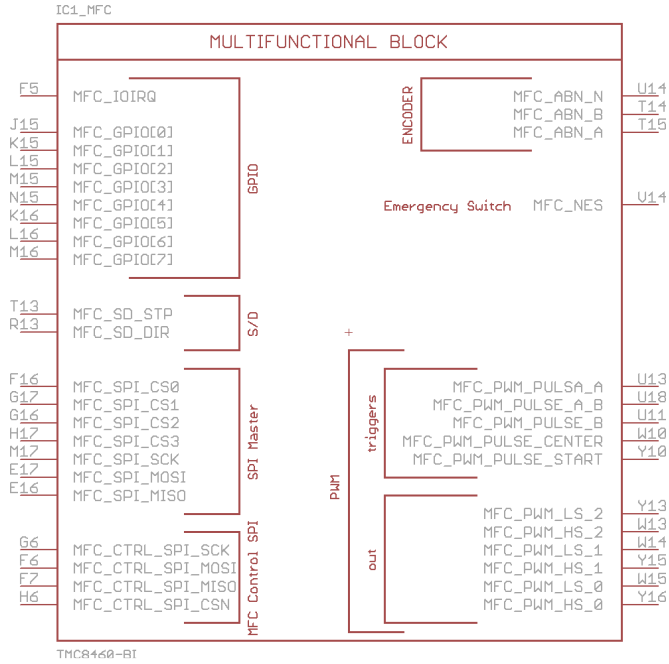 IC1_MFC
MULTIFUNCTIONAL BLOCK
F5 MFC_IOIRQ
J15 MFC_GPIO[0]
K15 MFC_GPIO[1]
L15 MFC_GPIO[2]
M15 MFC_GPIO[3]
N15 MFC_GPIO[4]
K16 MFC_GPIO[5]
L16 MFC_GPIO[6]
M16 MFC_GPIO[7]
GPIO
T13 MFC_SD_STP
R13 MFC_SD_DIR
S/D
F16 MFC_SPI_CS0
G17 MFC_SPI_CS1
G16 MFC_SPI_CS2
H17 MFC_SPI_CS3
M17 MFC_SPI_SCK
E17 MFC_SPI_MOSI
E16 MFC_SPI_MISO
SPI Master
G6 MFC_CTRL_SPI_SCK
F6 MFC_CTRL_SPI_MOSI
F7 MFC_CTRL_SPI_MISO
H6 MFC_CTRL_SPI_CSN
MFC Control SPI
ENCODER
MFC_ABN_N U14
MFC_ABN_B T14
MFC_ABN_A T15
Emergency Switch MFC_NES V14
PWM
triggers
MFC_PWM_PULSA_A U13
MFC_PWM_PULSE_A_B U18
MFC_PWM_PULSE_B U11
MFC_PWM_PULSE_CENTER W10
MFC_PWM_PULSE_START Y10
out
MFC_PWM_LS_2 Y13
MFC_PWM_HS_2 W13
MFC_PWM_LS_1 W14
MFC_PWM_HS_1 Y15
MFC_PWM_LS_0 W15
MFC_PWM_HS_0 Y16
TMC8460-BI